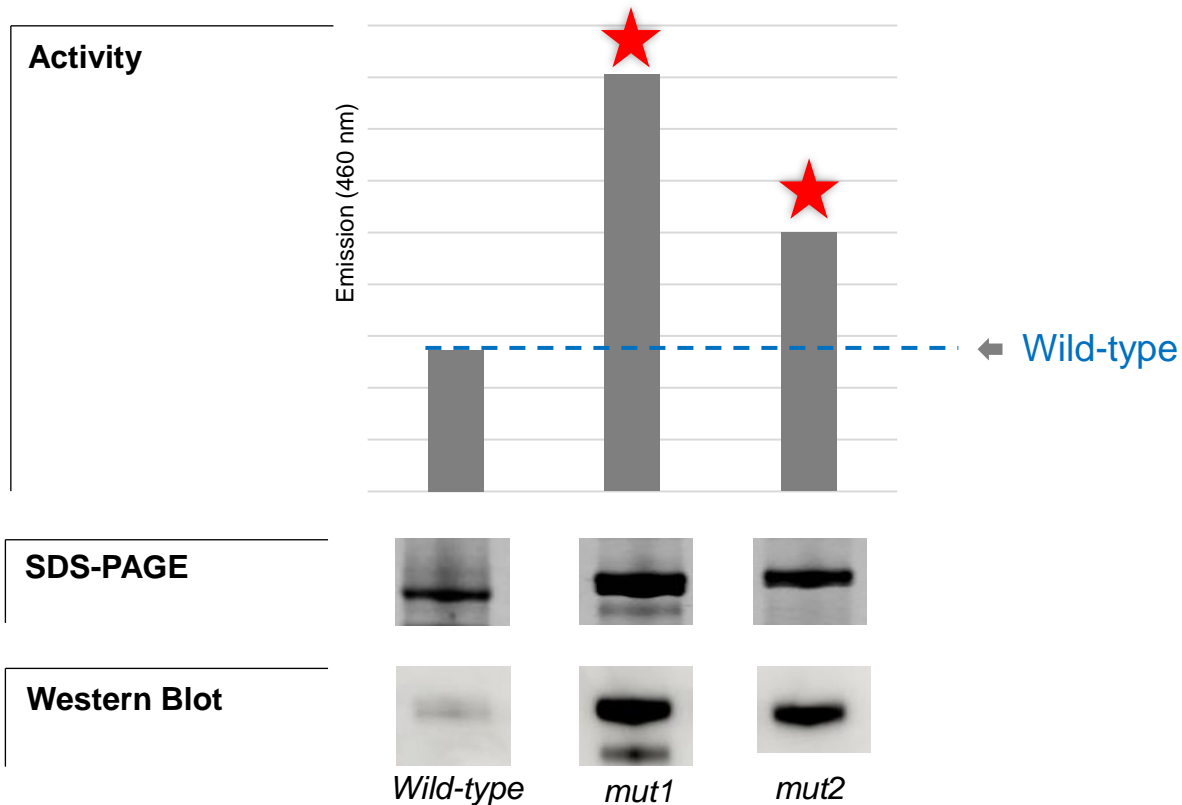 Activity
Emission (460 nm)
Wild-type
SDS-PAGE
Western Blot
Wild-type
mut1
mut2